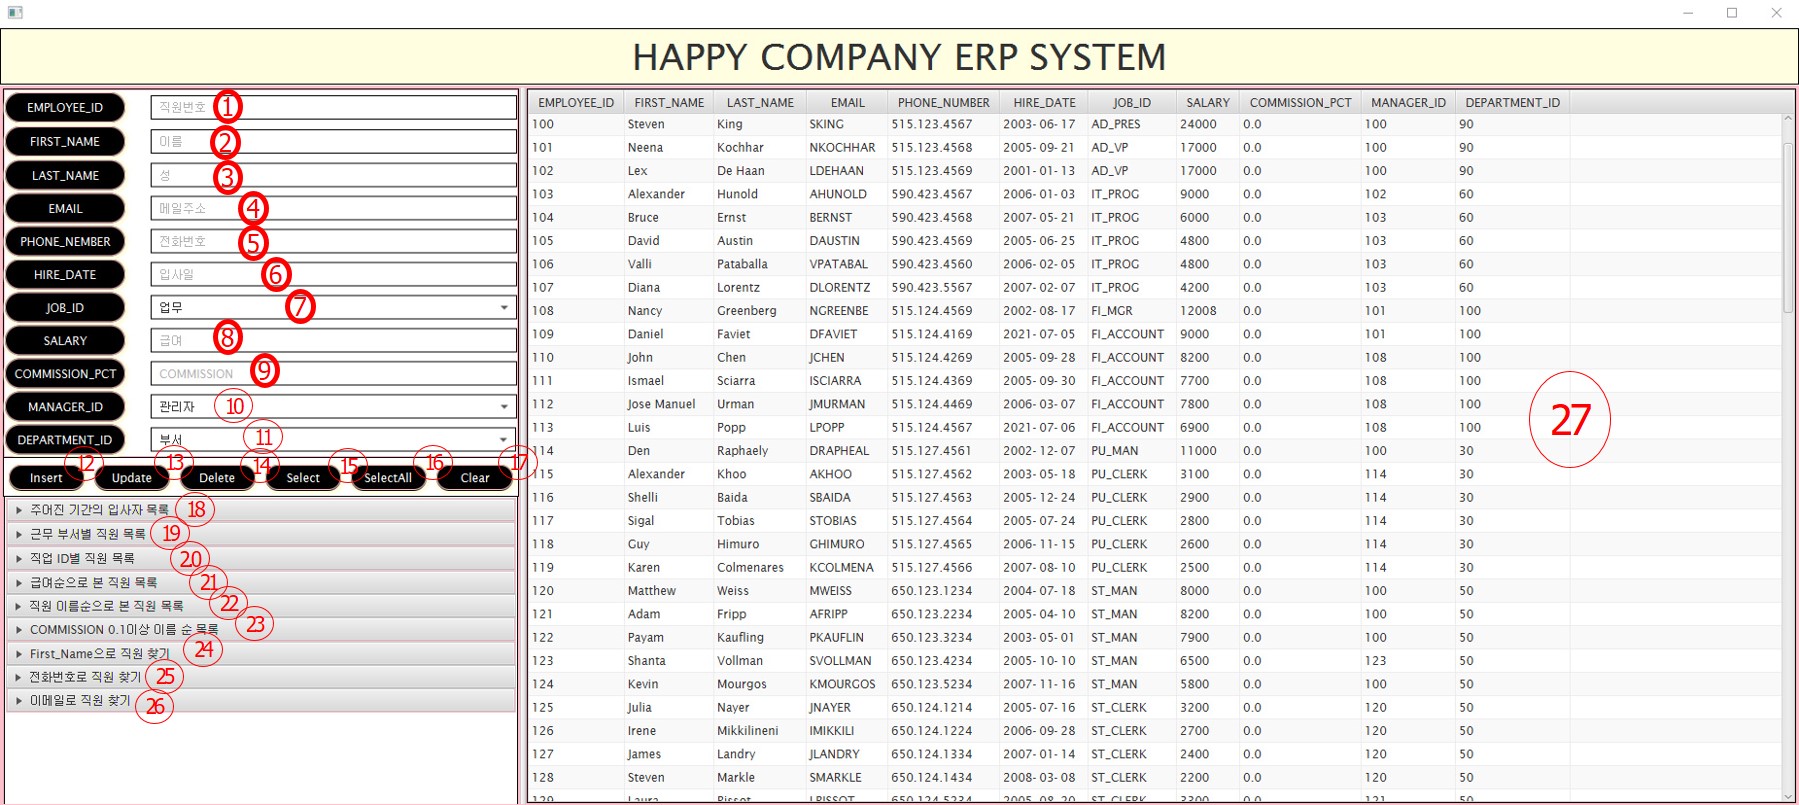 HAPPY COMPANY ERP SYSTEM
EMPLOYEE_ID 직원번호 1
FIRST_NAME 이름 2
LAST_NAME 성 3
EMAIL 메일주소 4
PHONE_NEMBER 전화번호 5
HIRE_DATE 입사일 6
JOB_ID 업무 7
SALARY 급여 8
COMMISSION_PCT COMMISSION 9
MANAGER_ID 관리자 10
DEPARTMENT_ID 부서 11
Insert 12 Update 13 Delete 14 Select 15 SelectAll 16 Clear 17
주어진 기간의 입사자 목록 18
근무 부서별 직원 목록 19
직업 ID별 직원 목록 20
급여순으로 본 직원 목록 21
직원 이름순으로 본 직원 목록 22
COMMISSION 0.1이상 이름 순 목록 23
First_Name으로 직원 찾기 24
전화번호로 직원 찾기 25
이메일로 직원 찾기 26
EMPLOYEE_ID FIRST_NAME LAST_NAME EMAIL PHONE_NUMBER HIRE_DATE JOB_ID SALARY COMMISSION_PCT MANAGER_ID DEPARTMENT_ID
100 Steven King SKING 515.123.4567 2003-06-17 AD_PRES 24000 0.0 100 90
101 Neena Kochhar NKOCHHAR 515.123.4568 2005-09-21 AD_VP 17000 0.0 100 90
102 Lex De Haan LDEHAAN 515.123.4569 2001-01-13 AD_VP 17000 0.0 100 90
103 Alexander Hunold AHUNOLD 590.423.4567 2006-01-03 IT_PROG 9000 0.0 102 60
104 Bruce Ernst BERNST 590.423.4568 2007-05-21 IT_PROG 6000 0.0 103 60
105 David Austin DAUSTIN 590.423.4569 2005-06-25 IT_PROG 4800 0.0 103 60
106 Valli Pataballa VPATABAL 590.423.4560 2006-02-05 IT_PROG 4800 0.0 103 60
107 Diana Lorentz DLORENTZ 590.423.5567 2007-02-07 IT_PROG 4200 0.0 103 60
108 Nancy Greenberg NGREENBE 515.124.4569 2002-08-17 FI_MGR 12008 0.0 101 100
109 Daniel Faviet DFAVIET 515.124.4169 2021-07-05 FI_ACCOUNT 9000 0.0 101 100
110 John Chen JCHEN 515.124.4269 2005-09-28 FI_ACCOUNT 8200 0.0 108 100
111 Ismael Sciarra ISCIARRA 515.124.4369 2005-09-30 FI_ACCOUNT 7700 0.0 108 100
112 Jose Manuel Urman JMURMAN 515.124.4469 2006-03-07 FI_ACCOUNT 7800 0.0 108 100
113 Luis Popp LPOPP 515.124.4567 2021-07-06 FI_ACCOUNT 6900 0.0 108 100
114 Den Raphaely DRAPHEAL 515.127.4561 2002-12-07 PU_MAN 11000 0.0 100 30
115 Alexander Khoo AKHOO 515.127.4562 2003-05-18 PU_CLERK 3100 0.0 114 30
116 Shelli Baida SBAIDA 515.127.4563 2005-12-24 PU_CLERK 2900 0.0 114 30
117 Sigal Tobias STOBIAS 515.127.4564 2005-07-24 PU_CLERK 2800 0.0 114 30
118 Guy Himuro GHIMURO 515.127.4565 2006-11-15 PU_CLERK 2600 0.0 114 30
119 Karen Colmenares KCOLMENA 515.127.4566 2007-08-10 PU_CLERK 2500 0.0 114 30
120 Matthew Weiss MWEISS 650.123.1234 2004-07-18 ST_MAN 8000 0.0 100 50
121 Adam Fripp AFRIPP 650.123.2234 2005-04-10 ST_MAN 8200 0.0 100 50
122 Payam Kaufling PKAUFLIN 650.123.3234 2003-05-01 ST_MAN 7900 0.0 100 50
123 Shanta Vollman SVOLLMAN 650.123.4234 2005-10-10 ST_MAN 6500 0.0 123 50
124 Kevin Mourgos KMOURGOS 650.123.5234 2007-11-16 ST_MAN 5800 0.0 100 50
125 Julia Nayer JNAYER 650.124.1214 2005-07-16 ST_CLERK 3200 0.0 120 50
126 Irene Mikkilineni IMIKKILI 650.124.1224 2006-09-28 ST_CLERK 2700 0.0 120 50
127 James Landry JLANDRY 650.124.1334 2007-01-14 ST_CLERK 2400 0.0 120 50
128 Steven Markle SMARKLE 650.124.1434 2008-03-08 ST_CLERK 2200 0.0 120 50
129 Laura Bissot LBISSOT 650.124.5234 2005-08-20 ST_CLERK 3300 0.0 121 50
27